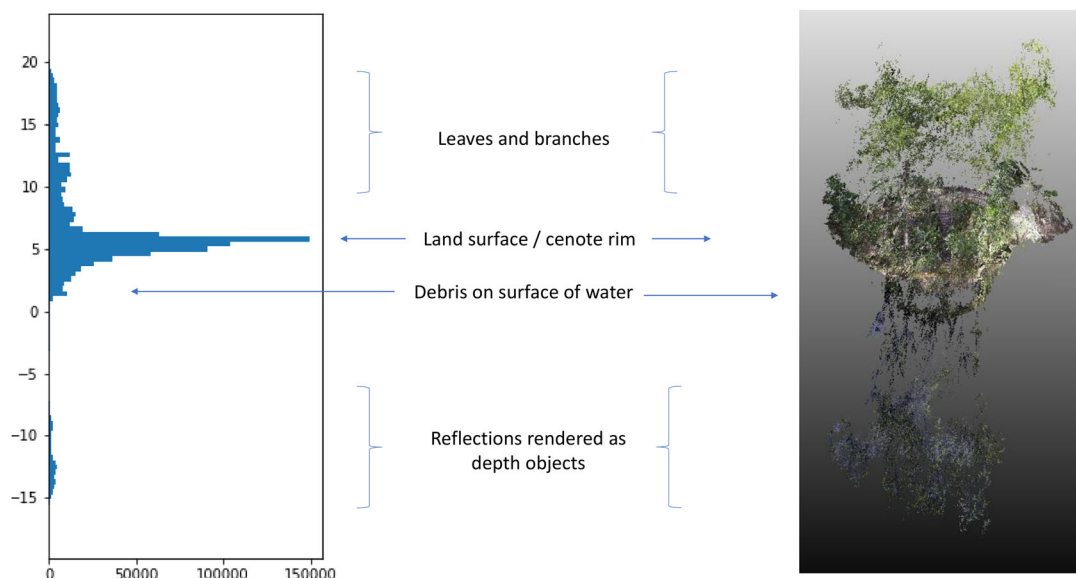 20
15
10
5
0
−5
−10
−15
0
50000
100000
150000
Leaves and branches
Land surface / cenote rim
Debris on surface of water
Reflections rendered as
depth objects